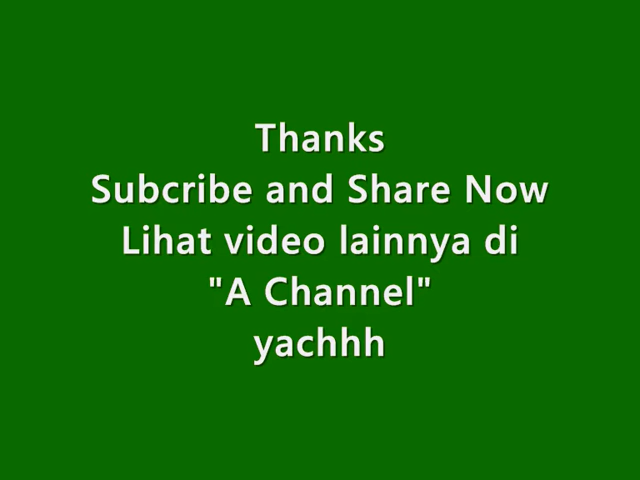 Thanks
Subcribe and Share Now
Lihat video lainnya di
"A Channel"
yachhh